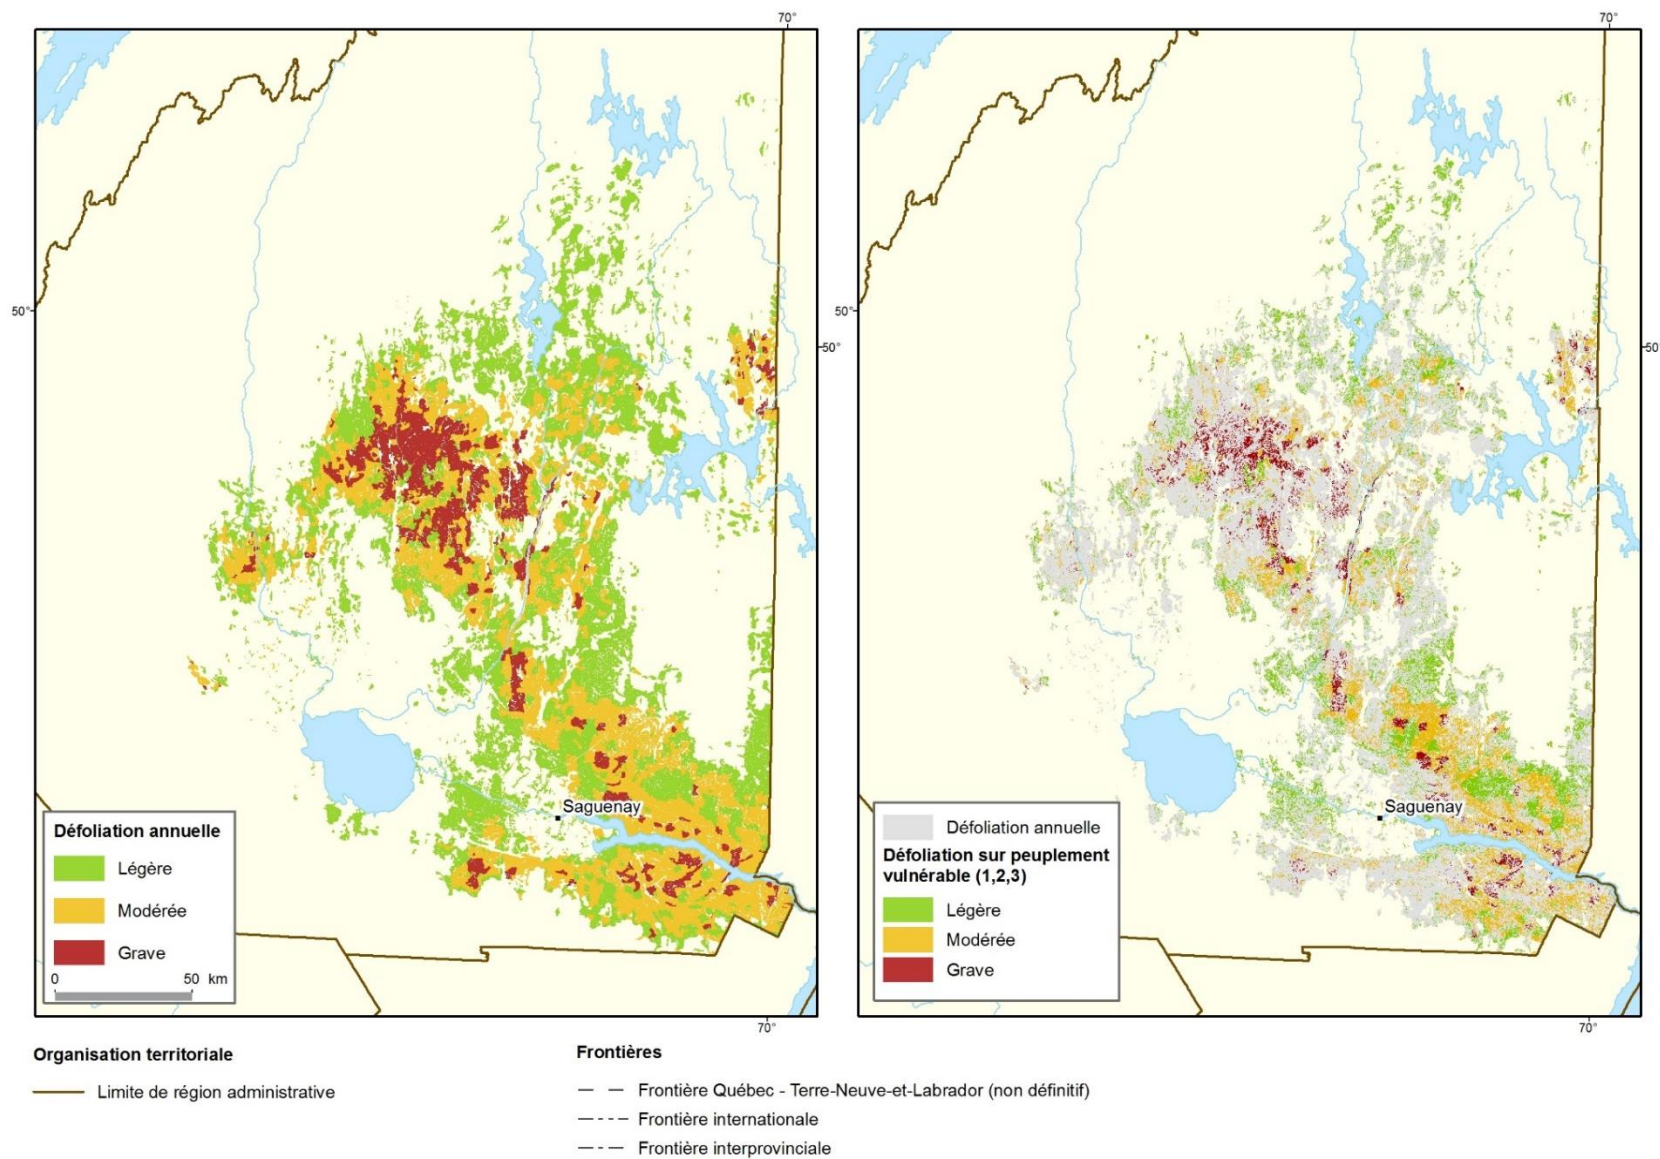 70°
70°
50°
50°
50°
50
Saguenay
Saguenay
Défoliation annuelle
Légère
Modérée
Grave
0 50 km
Défoliation annuelle
Défoliation sur peuplement
vulnérable (1,2,3)
Légère
Modérée
Grave
70°
70°
Organisation territoriale
Limite de région administrative
Frontières
Frontière Québec - Terre-Neuve-et-Labrador (non définitif)
Frontière internationale
Frontière interprovinciale